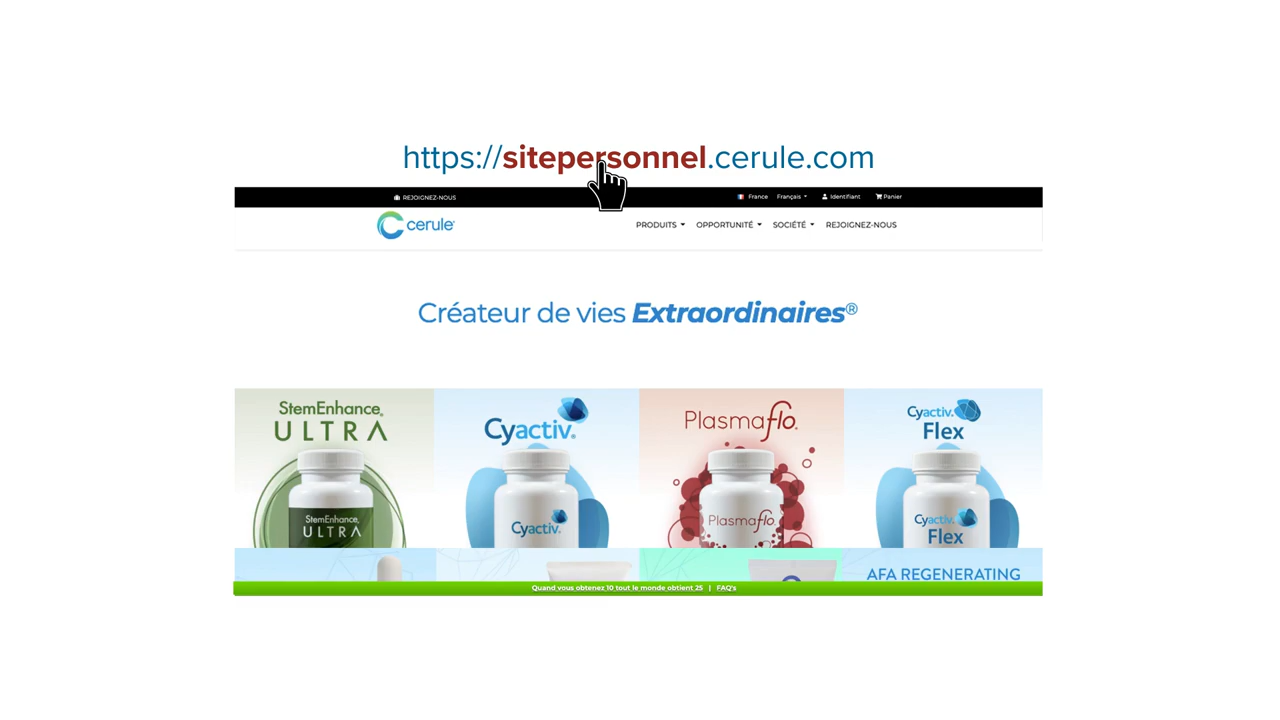 https://sitepersonnel.cerule.com
REJOIGNEZ-NOUS
France Français Identifiant Panier
cerule®
PRODUITS OPPORTUNITÉ SOCIÉTÉ REJOIGNEZ-NOUS
Créateur de vies Extraordinaires®
StemEnhance®
ULTRA
Cyactiv®
Plasmaflo®
Cyactiv®
Flex
StemEnhance®
ULTRA
Cyactiv®
Plasmaflo®
Cyactiv®
Flex
AFA REGENERATING
Quand vous obtenez 10 tout le monde obtient 25 | FAQ's